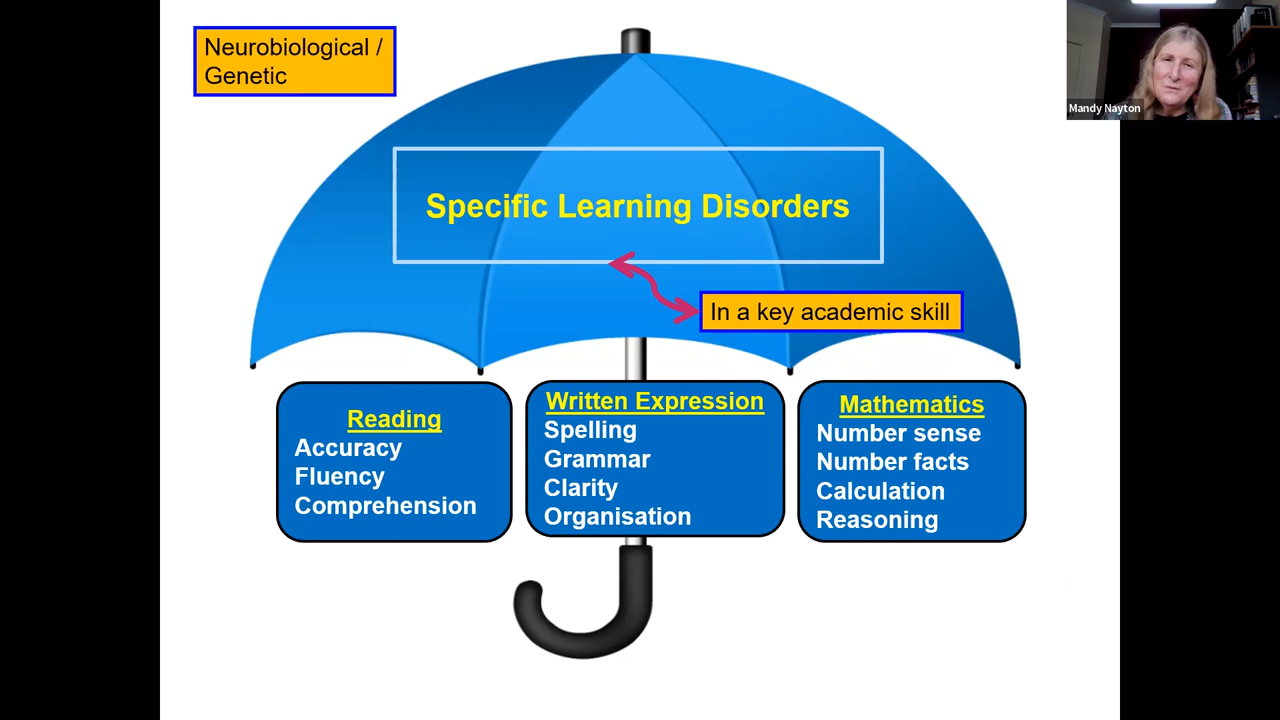 Neurobiological /
Genetic
Mandy Nayton
Specific Learning Disorders
In a key academic skill
Reading
Accuracy
Fluency
Comprehension
Written Expression
Spelling
Grammar
Clarity
Organisation
Mathematics
Number sense
Number facts
Calculation
Reasoning